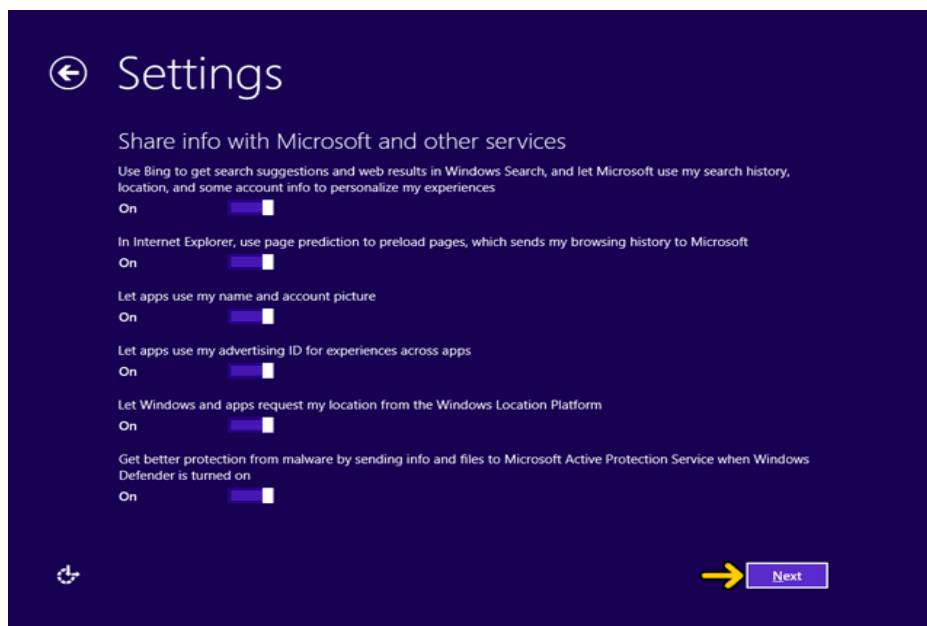 Settings
Share info with Microsoft and other services
Use Bing to get search suggestions and web results in Windows Search, and let Microsoft use my search history,
location, and some account info to personalize my experiences
On
In Internet Explorer, use page prediction to preload pages, which sends my browsing history to Microsoft
On
Let apps use my name and account picture
On
Let apps use my advertising ID for experiences across apps
On
Let Windows and apps request my location from the Windows Location Platform
On
Get better protection from malware by sending info and files to Microsoft Active Protection Service when Windows
Defender is turned on
On
Next